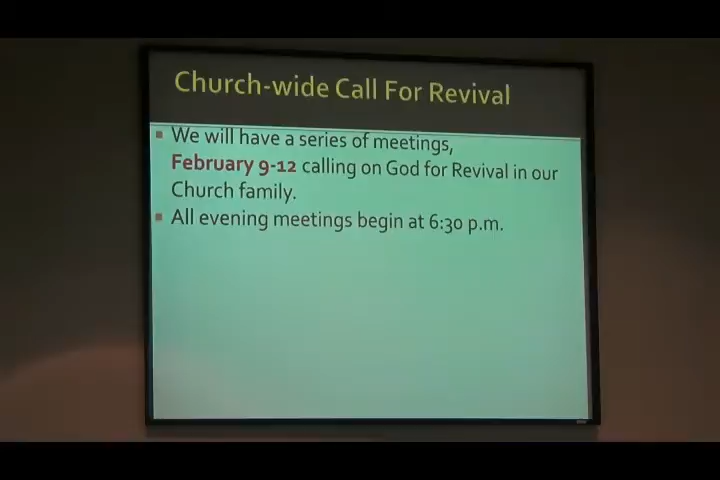 Church-wide Call For Revival
We will have a series of meetings,
February 9-12 calling on God for Revival in our
Church family.
All evening meetings begin at 6:30 p.m.